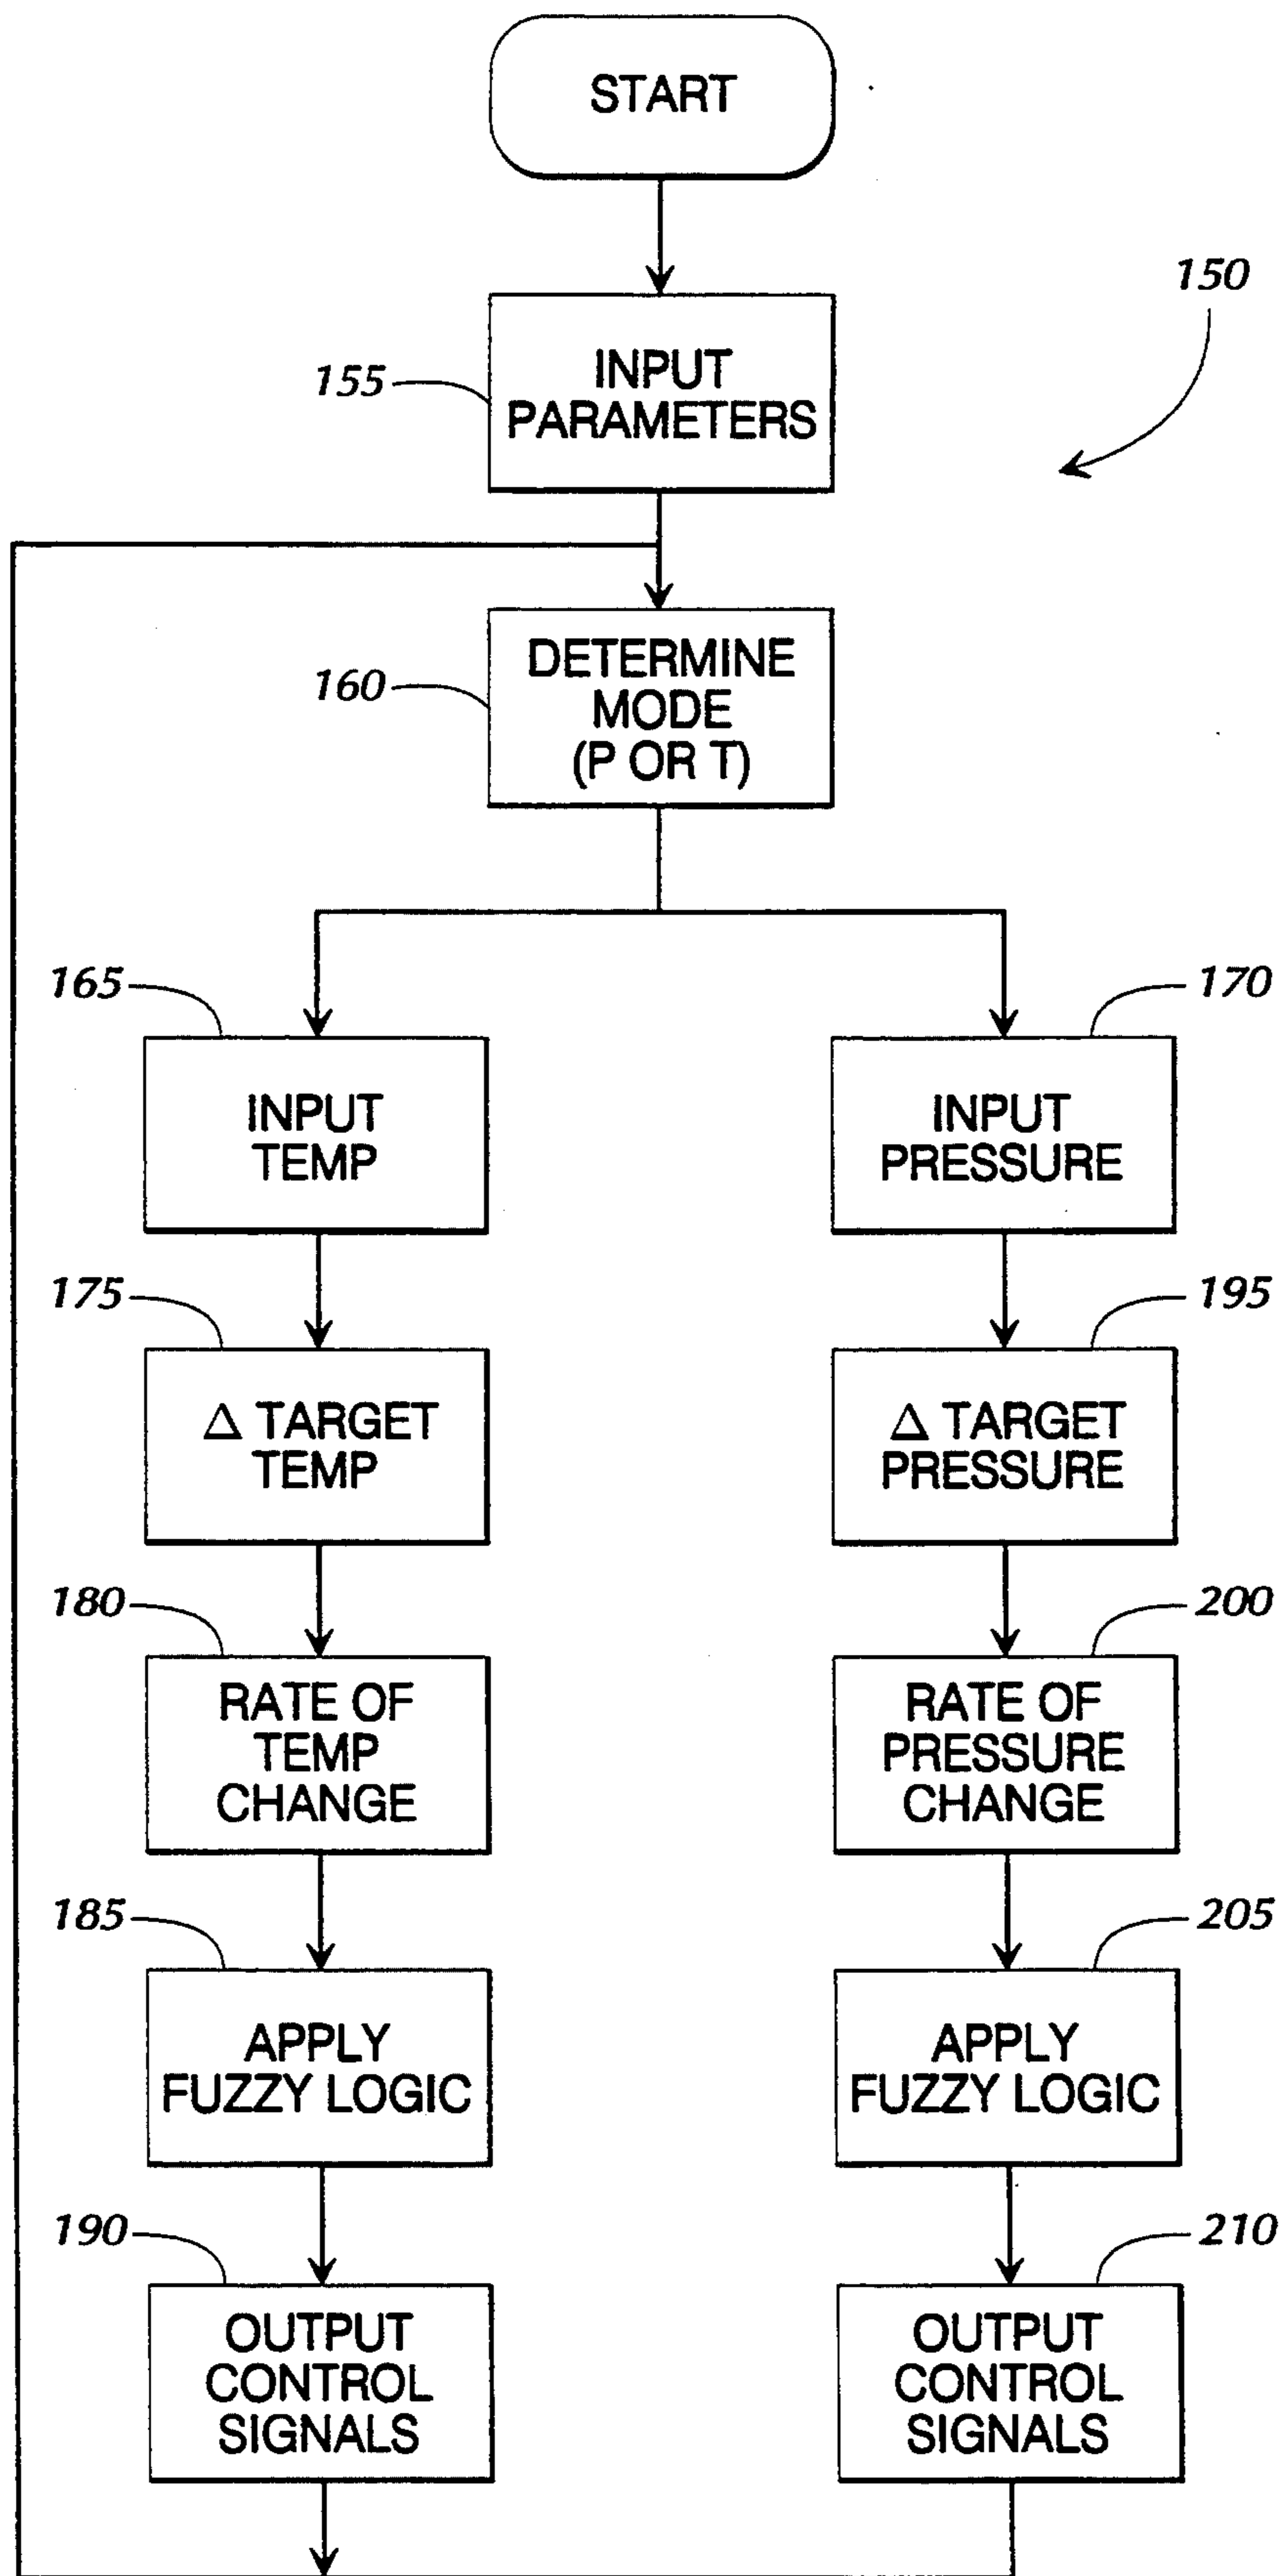 START
150
155
INPUT
PARAMETERS
160
DETERMINE
MODE
(P OR T)
165
INPUT
TEMP
170
INPUT
PRESSURE
175
Δ TARGET
TEMP
195
Δ TARGET
PRESSURE
180
RATE OF
TEMP
CHANGE
200
RATE OF
PRESSURE
CHANGE
185
APPLY
FUZZY LOGIC
205
APPLY
FUZZY LOGIC
190
OUTPUT
CONTROL
SIGNALS
210
OUTPUT
CONTROL
SIGNALS